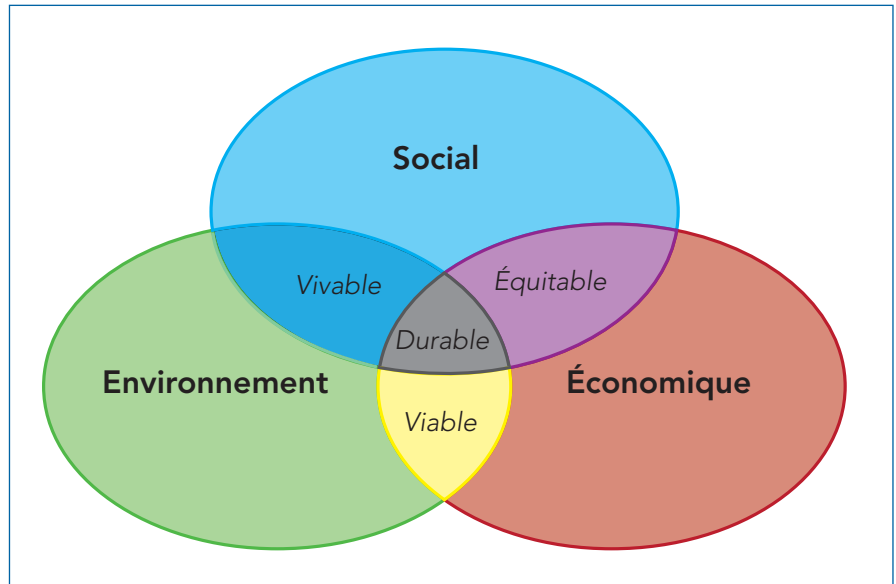 Social
Vivable
Équitable
Durable
Environnement
Économique
Viable